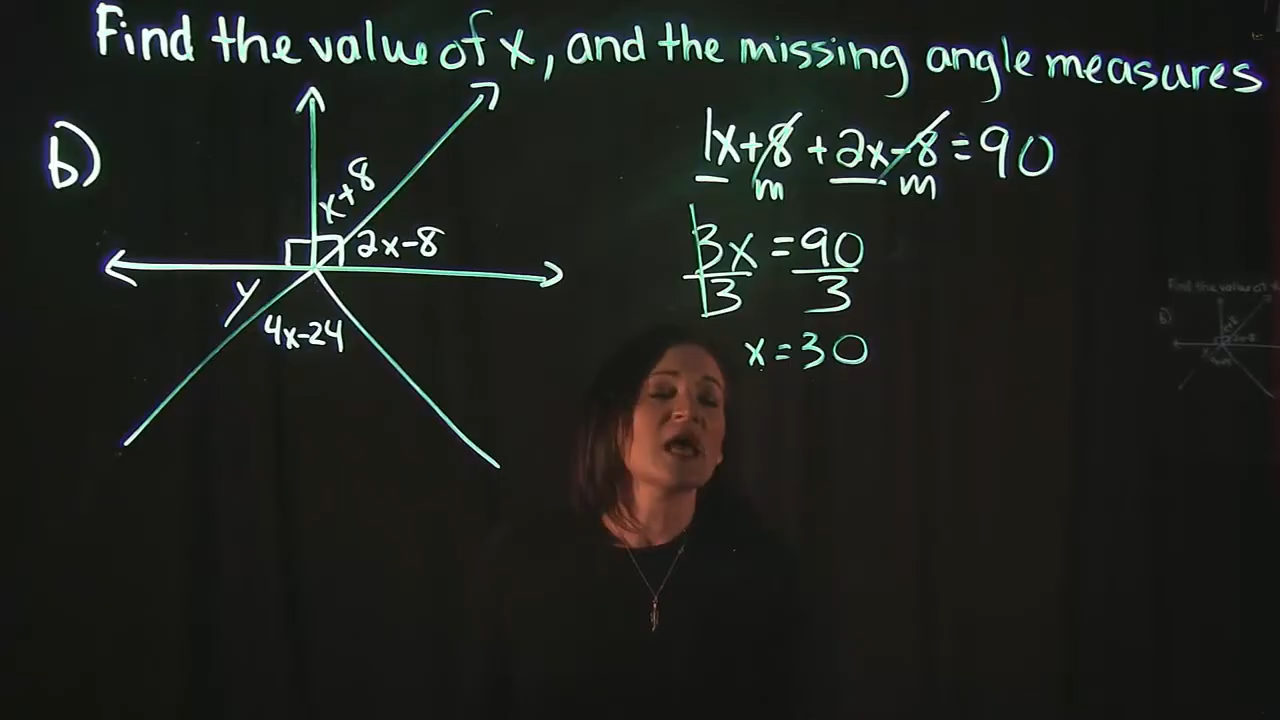 Find the value of x, and the missing angle measures
b)
x+8
2x-8
y
4x-24
1x+8+2x-8=90
3x=90
3 3
x=30